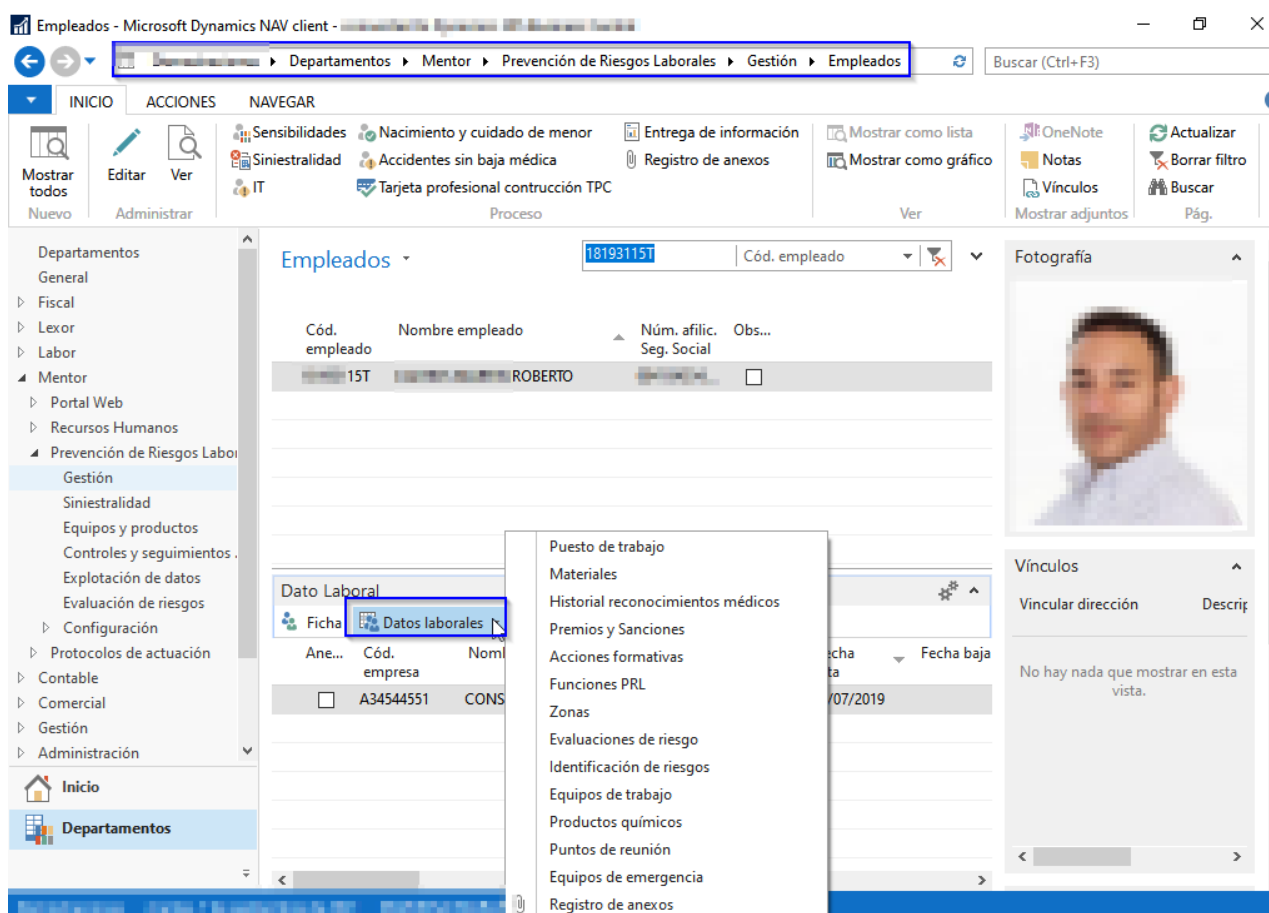 Empleados - Microsoft Dynamics NAV client -
Departamentos Mentor Prevención de Riesgos Laborales Gestión Empleados
Buscar (Ctrl+F3)
INICIO ACCIONES NAVEGAR
Mostrar todos
Nuevo
Editar
Ver
Administrar
Sensibilidades
Siniestralidad
IT
Nacimiento y cuidado de menor
Accidentes sin baja médica
Tarjeta profesional contrucción TPC
Entrega de información
Registro de anexos
Proceso
Mostrar como lista
Mostrar como gráfico
Ver
OneNote
Notas
Vínculos
Mostrar adjuntos
Actualizar
Borrar filtro
Buscar
Pág.
Departamentos
General
Fiscal
Lexor
Labor
Mentor
Portal Web
Recursos Humanos
Prevención de Riesgos Labor
Gestión
Siniestralidad
Equipos y productos
Controles y seguimientos .
Explotación de datos
Evaluación de riesgos
Configuración
Protocolos de actuación
Contable
Comercial
Gestión
Administración
Inicio
Departamentos
Empleados
18193115T
Cód. empleado
Cód. empleado
Nombre empleado
Núm. afilic. Seg. Social
Obs...
15T ROBERTO
Dato Laboral
Ficha
Datos laborales
Ane...
Cód. empresa
Fecha baja
A34544551 CONS
/07/2019
Puesto de trabajo
Materiales
Historial reconocimientos médicos
Premios y Sanciones
Acciones formativas
Funciones PRL
Zonas
Evaluaciones de riesgo
Identificación de riesgos
Equipos de trabajo
Productos químicos
Puntos de reunión
Equipos de emergencia
Registro de anexos
Fotografía
Vínculos
Vincular dirección
Descrip
No hay nada que mostrar en esta
vista.